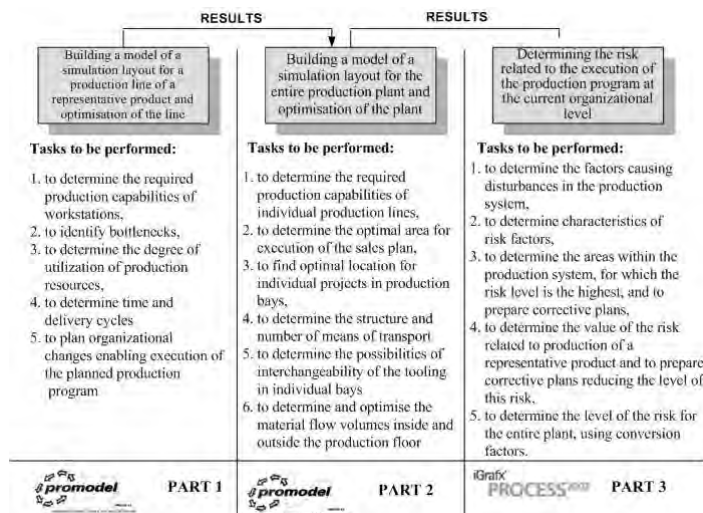 RESULTS
RESULTS
Building a model of a
simulation layout for a
production line of a
representative product and
optimisation of the line
Tasks to be performed:
1. to determine the required
production capabilities of
workstations,
2. to identify bottlenecks,
3. to determine the degree of
utilization of production
resources,
4. to determine time and
delivery cycles
5. to plan organizational
changes enabling execution of
the planned production
program
promodel
PART 1
Building a model of a
simulation layout for the
entire production plant and
optimisation of the plant
Tasks to be performed:
1. to determine the required
production capabilities of
individual production lines,
2. to determine the optimal area for
execution of the sales plan,
3. to find optimal location for
individual projects in production
bays,
4. to determine the structure and
number of means of transport
5. to determine the possibilities of
interchangeability of the tooling
in individual bays
6. to determine and optimise the
material flow volumes inside and
outside the production floor
promodel
PART 2
Determining the risk
related to the execution of
the production program at
the current organizational
level
Tasks to be performed:
1. to determine the factors causing
disturbances in the production
system,
2. to determine characteristics of
risk factors,
3. to determine the areas within the
production system, for which the
risk level is the highest, and to
prepare corrective plans,
4. to determine the value of the risk
related to production of a
representative product and to prepare
corrective plans reducing the level of
this risk,
5. to determine the level of the risk for
the entire plant, using conversion
factors.
iGrafx
PROCESS
PART 3